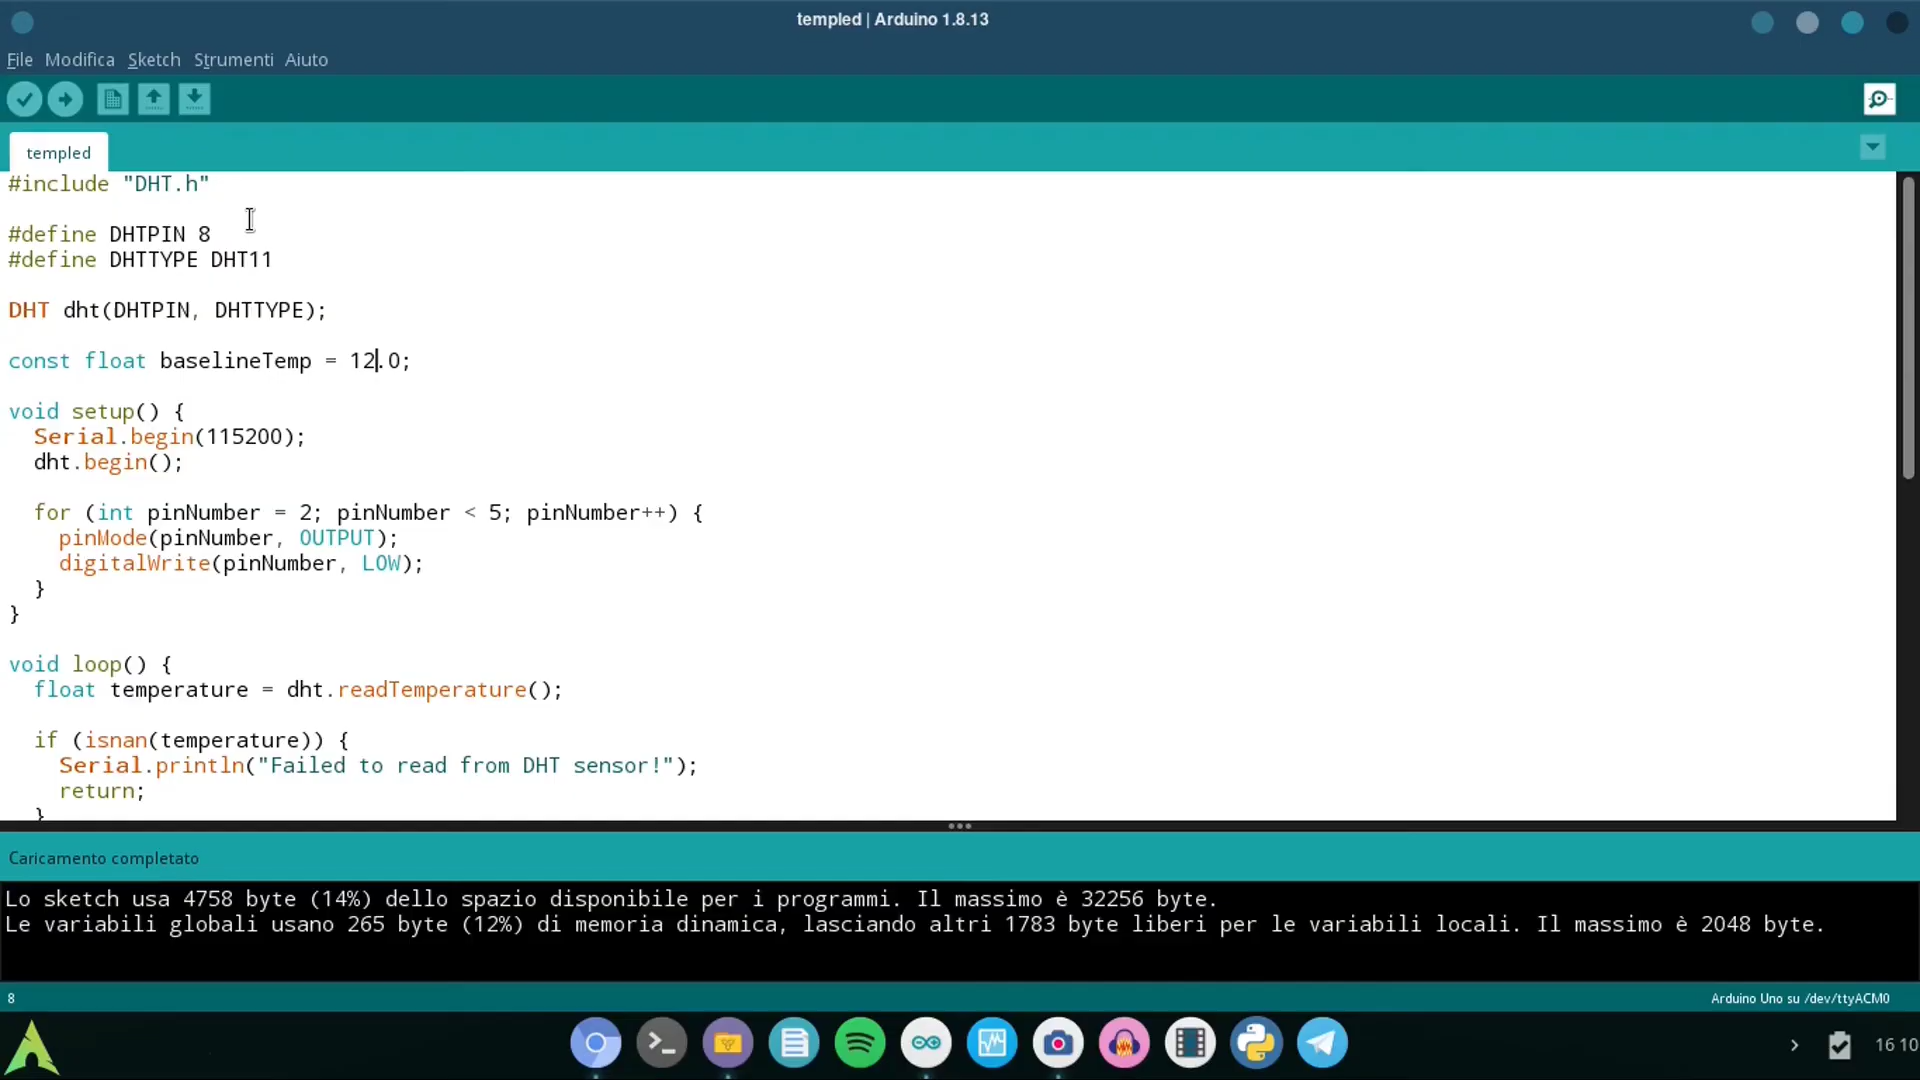 templed | Arduino 1.8.13
File Modifica Sketch Strumenti Aiuto
templed
#include "DHT.h"
#define DHTPIN 8
#define DHTTYPE DHT11
DHT dht(DHTPIN, DHTTYPE);
const float baselineTemp = 12.0;
void setup() {
  Serial.begin(115200);
  dht.begin();
  for (int pinNumber = 2; pinNumber < 5; pinNumber++) {
    pinMode(pinNumber, OUTPUT);
    digitalWrite(pinNumber, LOW);
  }
}
void loop() {
  float temperature = dht.readTemperature();
  if (isnan(temperature)) {
    Serial.println("Failed to read from DHT sensor!");
    return;
  }
Caricamento completato
Lo sketch usa 4758 byte (14%) dello spazio disponibile per i programmi. Il massimo è 32256 byte.
Le variabili globali usano 265 byte (12%) di memoria dinamica, lasciando altri 1783 byte liberi per le variabili locali. Il massimo è 2048 byte.
8
Arduino Uno su /dev/ttyACM0
16 10